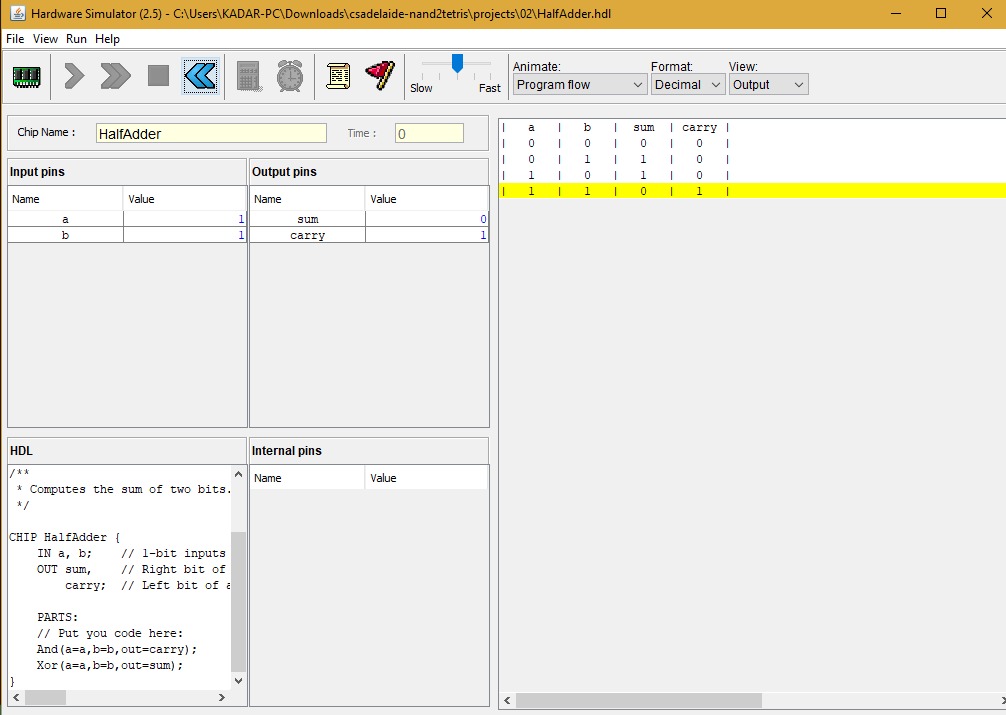 Hardware Simulator (2.5) - C:\Users\KADAR-PC\Downloads\csadelaide-nand2tetris\projects\02\HalfAdder.hdl
File View Run Help
Slow Fast
Animate: Format: View:
Program flow Decimal Output
Chip Name : HalfAdder Time : 0
Input pins
Name Value
a 1
b 1
Output pins
Name Value
sum 0
carry 1
HDL
/**
* Computes the sum of two bits.
*/
CHIP HalfAdder {
IN a, b; // 1-bit inputs
OUT sum, // Right bit of
carry; // Left bit of a
PARTS:
// Put you code here:
And(a=a,b=b,out=carry);
Xor(a=a,b=b,out=sum);
}
Internal pins
Name Value
| a | b | sum | carry |
| 0 | 0 | 0 | 0 |
| 0 | 1 | 1 | 0 |
| 1 | 0 | 1 | 0 |
| 1 | 1 | 0 | 1 |